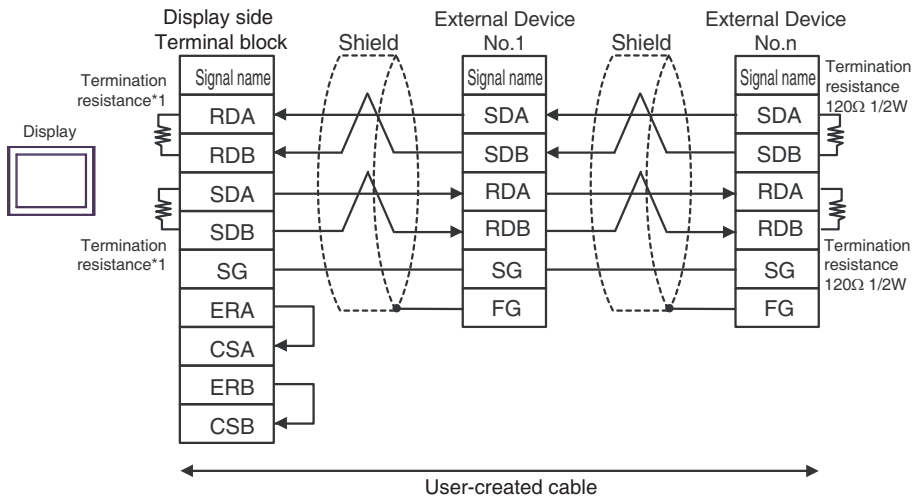 Display side
Terminal block
Shield
External Device
No.1
Shield
External Device
No.n
Termination
resistance*1
Display
Termination
resistance*1
Signal name
RDA
RDB
SDA
SDB
SG
ERA
CSA
ERB
CSB
Signal name
SDA
SDB
RDA
RDB
SG
FG
Signal name
SDA
SDB
RDA
RDB
SG
FG
Termination
resistance
120Ω 1/2W
Termination
resistance
120Ω 1/2W
User-created cable